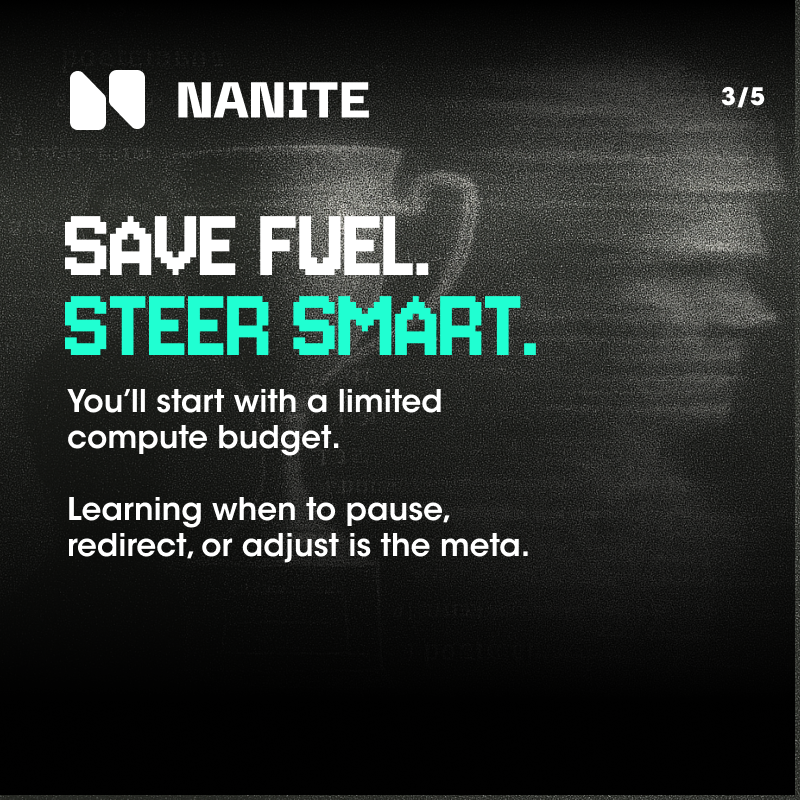 NANITE
3/5
SAVE FUEL.
STEER SMART.
You’ll start with a limited
compute budget.
Learning when to pause,
redirect, or adjust is the meta.